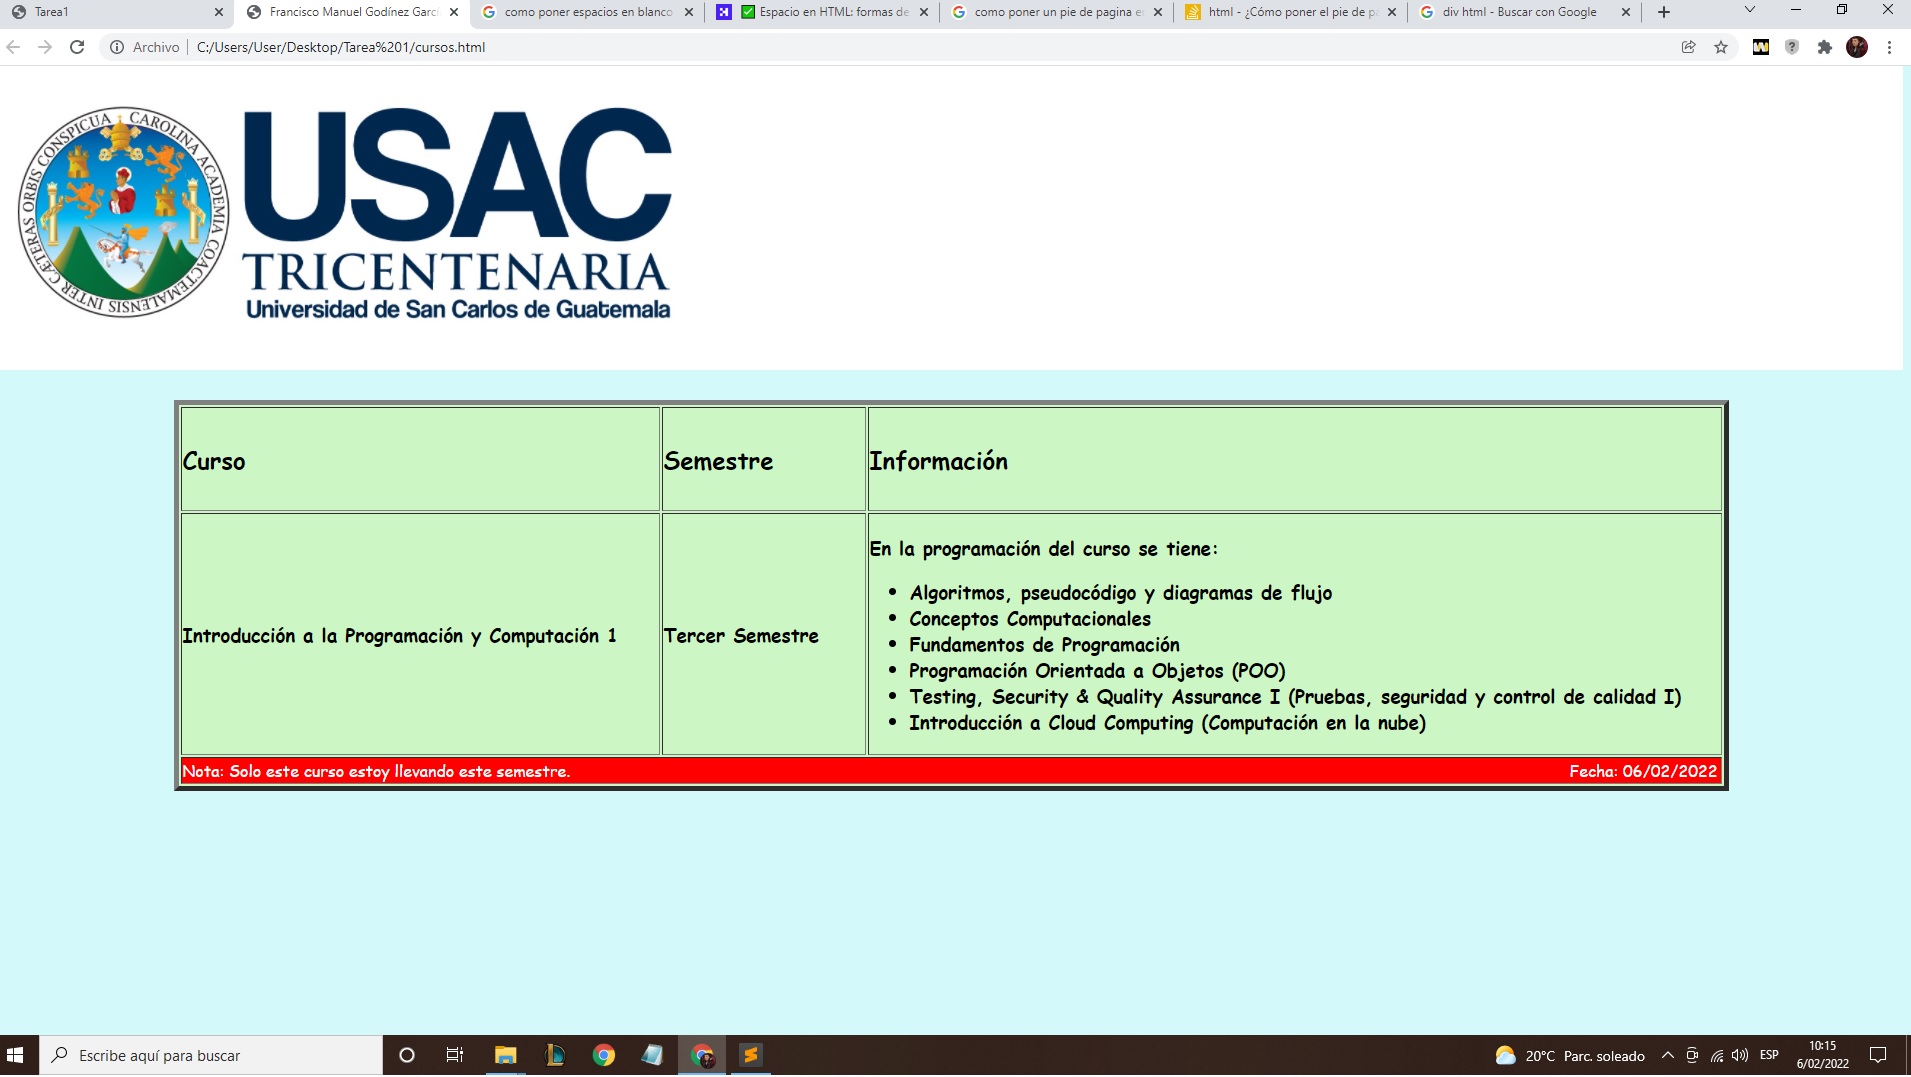 Tarea1
Francisco Manuel Godínez Garcí
como poner espacios en blanco
Espacio en HTML: formas de
como poner un pie de pagina e
html - ¿Cómo poner el pie de p
div html - Buscar con Google
Archivo
C:/Users/User/Desktop/Tarea%201/cursos.html
CETERAS ORBIS CONSPICUA CAROLINA ACADEMIA COACTEMALENSIS INTER
USAC
TRICENTENARIA
Universidad de San Carlos de Guatemala
Curso Semestre Información
Introducción a la Programación y Computación 1
Tercer Semestre
En la programación del curso se tiene:
• Algoritmos, pseudocódigo y diagramas de flujo
• Conceptos Computacionales
• Fundamentos de Programación
• Programación Orientada a Objetos (POO)
• Testing, Security & Quality Assurance I (Pruebas, seguridad y control de calidad I)
• Introducción a Cloud Computing (Computación en la nube)
Nota: Solo este curso estoy llevando este semestre. Fecha: 06/02/2022
Escribe aquí para buscar
20°C Parc. soleado
ESP
10:15
6/02/2022